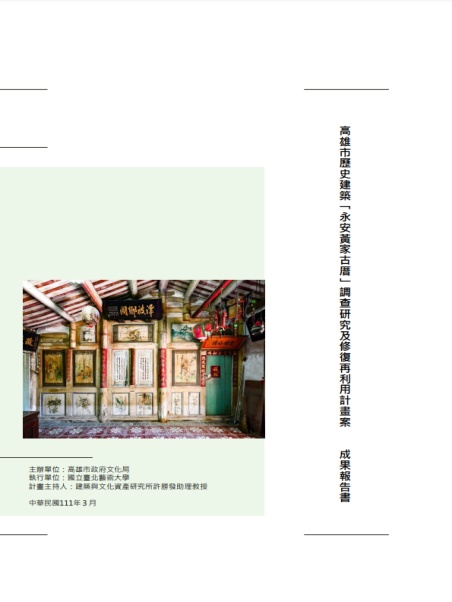 高雄市歷史建築「永安黃家古厝」調查研究及修復再利用計畫案　成果報告書
主辦單位：高雄市政府文化局
執行單位：國立臺北藝術大學
計畫主持人：建築與文化資產研究所許勝發助理教授
中華民國111年3月